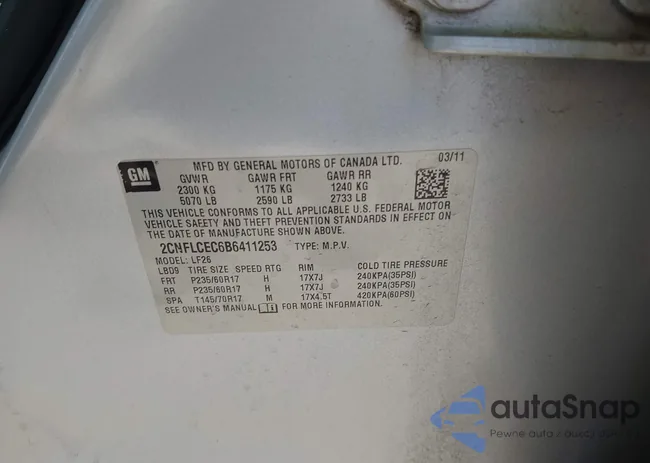 GM
MFD BY GENERAL MOTORS OF CANADA LTD. 03/11
GVWR GAWR FRT GAWR RR
2300 KG 1175 KG 1240 KG
5070 LB 2590 LB 2733 LB
THIS VEHICLE CONFORMS TO ALL APPLICABLE U.S. FEDERAL MOTOR
VEHICLE SAFETY AND THEFT PREVENTION STANDARDS IN EFFECT ON
THE DATE OF MANUFACTURE SHOWN ABOVE.
2CNFLCEC6B6411253 TYPE: M.P.V.
MODEL: LF26
LBD9 TIRE SIZE SPEED RTG RIM COLD TIRE PRESSURE
FRT P235/60R17 H 17X7J 240KPA(35PSI)
RR P235/60R17 H 17X7J 240KPA(35PSI)
SPA T145/70R17 M 17X4.5T 420KPA(60PSI)
SEE OWNER'S MANUAL FOR MORE INFORMATION.
autaSnap
Pewne auta z aukcji